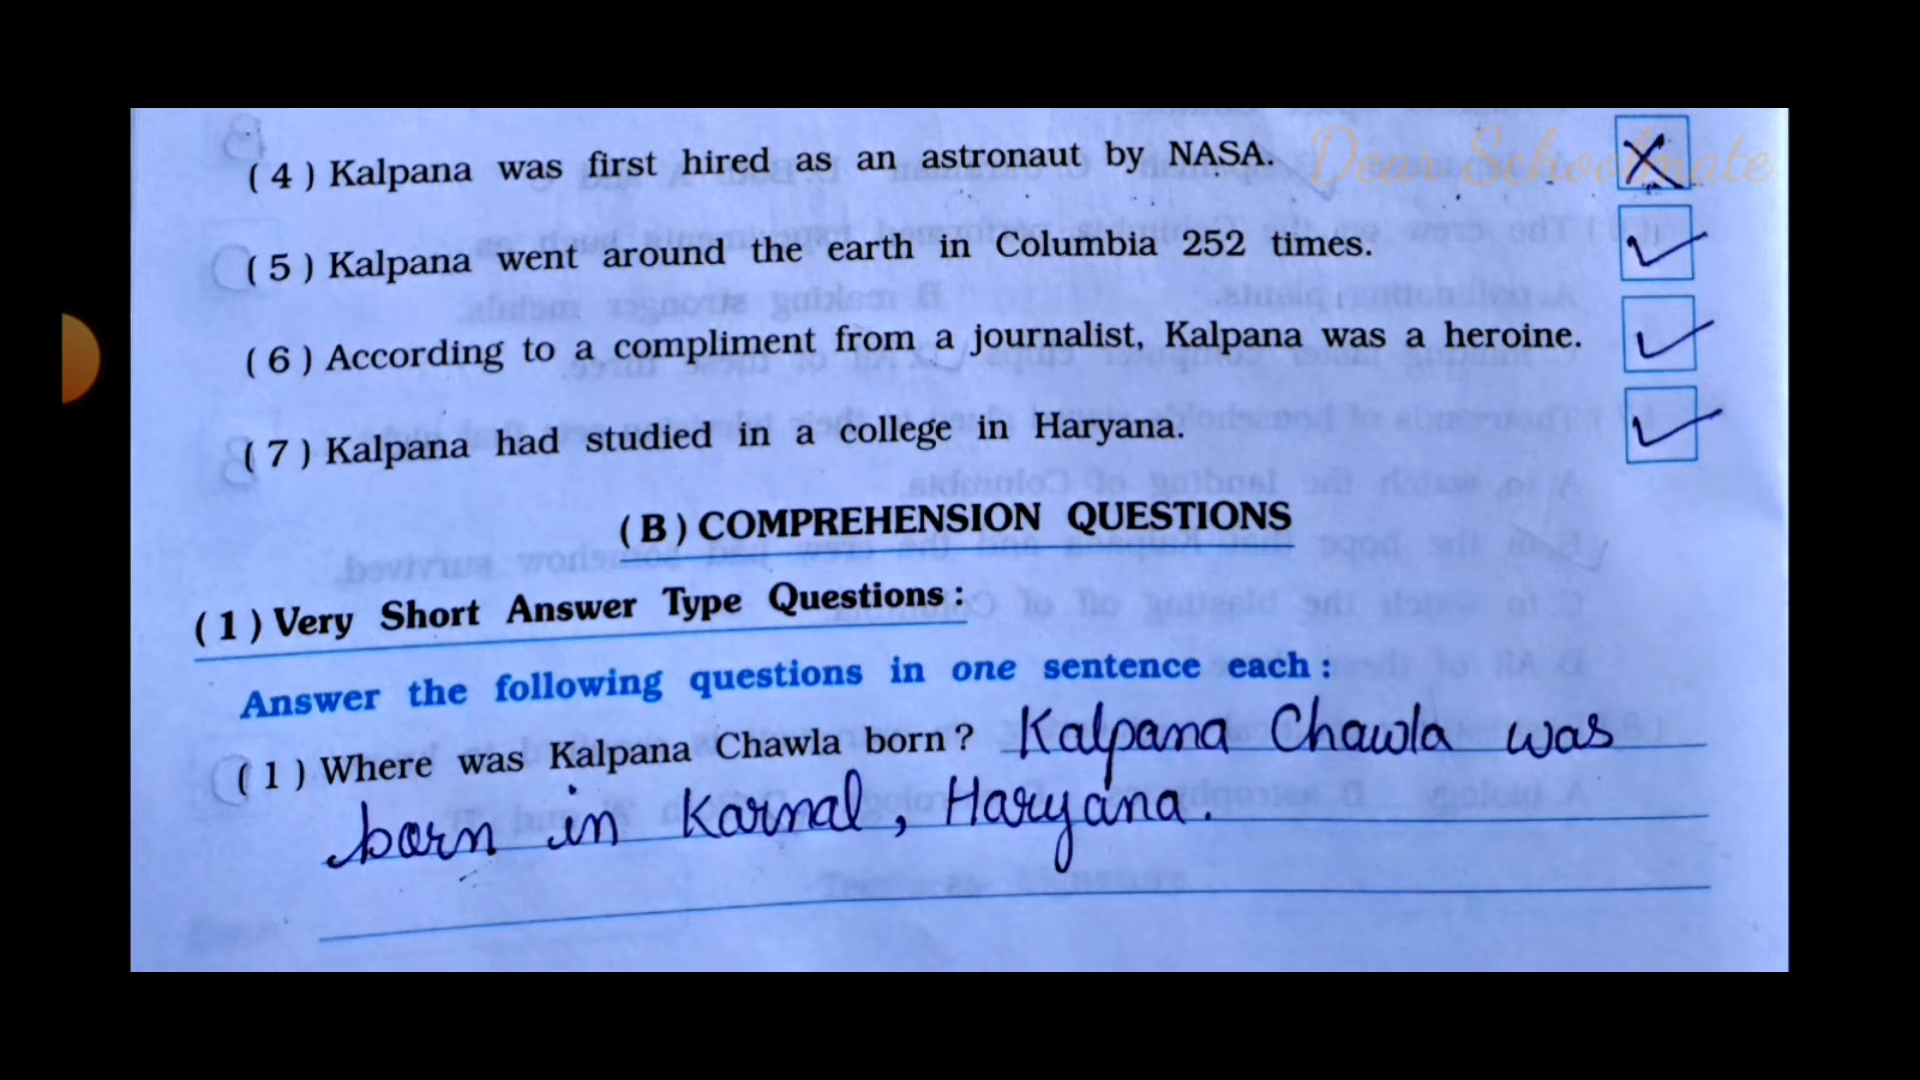 (4) Kalpana was first hired as an astronaut by NASA.
Dear Schoolmate
(5) Kalpana went around the earth in Columbia 252 times.
(6) According to a compliment from a journalist, Kalpana was a heroine.
(7) Kalpana had studied in a college in Haryana.
(B) COMPREHENSION QUESTIONS
(1) Very Short Answer Type Questions:
Answer the following questions in one sentence each:
(1) Where was Kalpana Chawla born? Kalpana Chawla was
born in Karnal, Haryana.